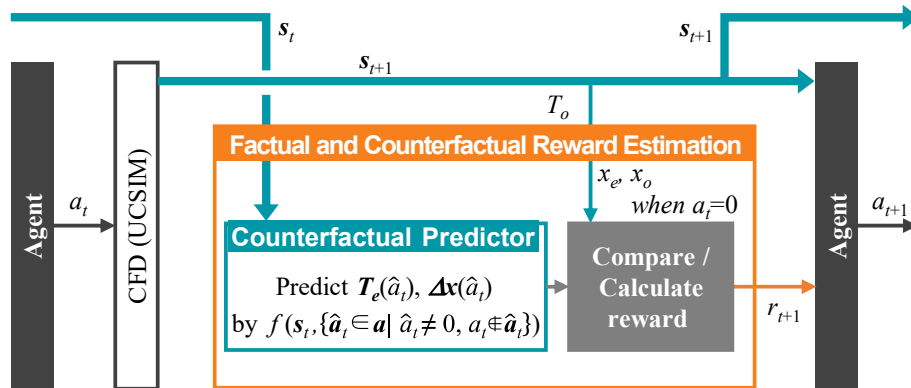 s_t
s_{t+1}
s_{t+1}
T_o
Factual and Counterfactual Reward Estimation
x_e, x_o
when a_t=0
Agent
a_t
CFD (UCSIM)
Counterfactual Predictor
Predict T_e(â_t), Δx(â_t)
by f(s_t,{â_t∈a| â_t≠0, a_t∉â_t})
Compare /
Calculate
reward
r_{t+1}
Agent
a_{t+1}